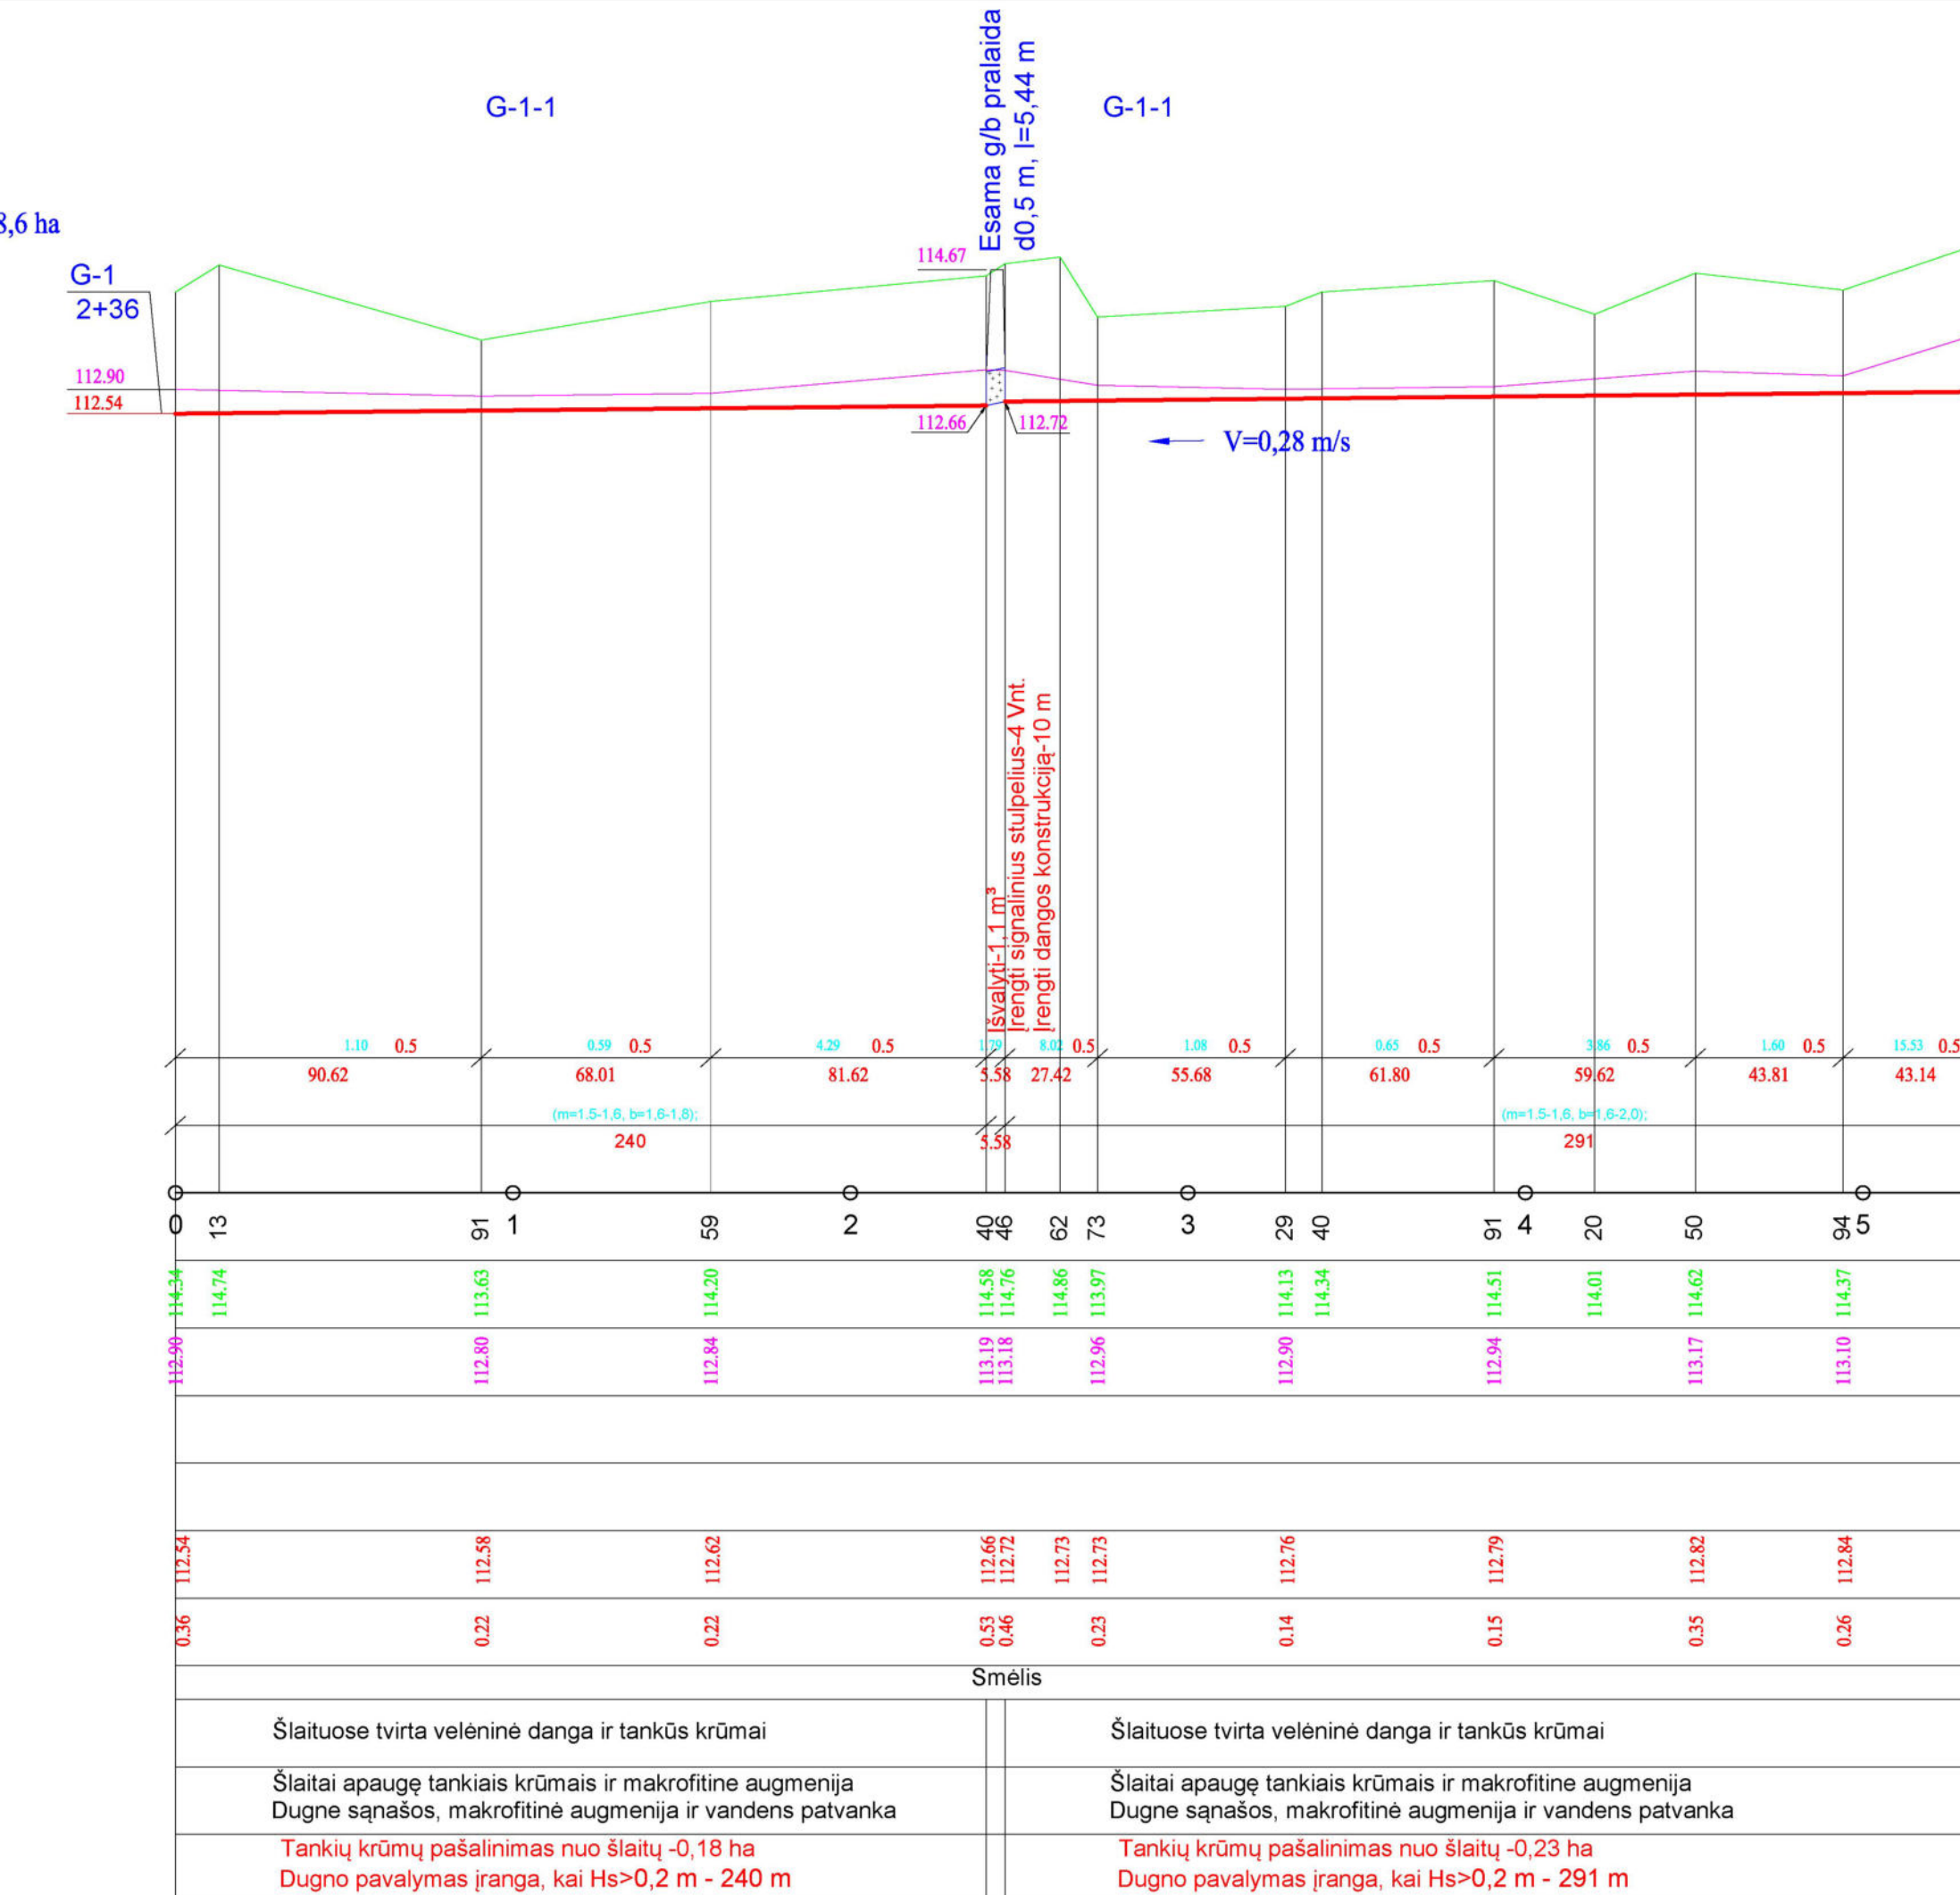 Esama g/b pralaida
d0,5 m, l=5,44 m
G-1-1
G-1-1
8,6 ha
G-1
2+36
114.67
112.90
112.54
112.66
112.72
V=0,28 m/s
Išvalyti-1,1 m³
Įrengti signalinius stulpelius-4 Vnt.
Įrengti dangos konstrukciją-10 m
1.10 0.5 0.59 0.5 4.29 0.5 1.79 8.02 0.5 1.08 0.5 0.65 0.5 3.86 0.5 1.60 0.5 15.53 0.5
90.62 68.01 81.62 5.58 27.42 55.68 61.80 59.62 43.81 43.14
(m=1.5-1,6, b=1,6-1,8); (m=1.5-1,6, b=1,6-2,0);
240 5.58 291
0 13 91 1 59 2 40 46 62 73 3 29 40 91 4 20 50 94 5
114.34 114.74 113.63 114.20 114.58 114.76 114.86 113.97 114.13 114.34 114.51 114.01 114.62 114.37
112.90 112.80 112.84 113.19 113.18 112.96 112.90 112.94 113.17 113.10
112.54 112.58 112.62 112.66 112.72 112.73 112.73 112.76 112.79 112.82 112.84
0.36 0.22 0.22 0.53 0.46 0.23 0.14 0.15 0.35 0.26
Smėlis
Šlaituose tvirta velėninė danga ir tankūs krūmai
Šlaituose tvirta velėninė danga ir tankūs krūmai
Šlaitai apaugę tankiais krūmais ir makrofitine augmenija
Dugne sąnašos, makrofitinė augmenija ir vandens patvanka
Šlaitai apaugę tankiais krūmais ir makrofitine augmenija
Dugne sąnašos, makrofitinė augmenija ir vandens patvanka
Tankių krūmų pašalinimas nuo šlaitų -0,18 ha
Dugno pavalymas įranga, kai Hs>0,2 m - 240 m
Tankių krūmų pašalinimas nuo šlaitų -0,23 ha
Dugno pavalymas įranga, kai Hs>0,2 m - 291 m